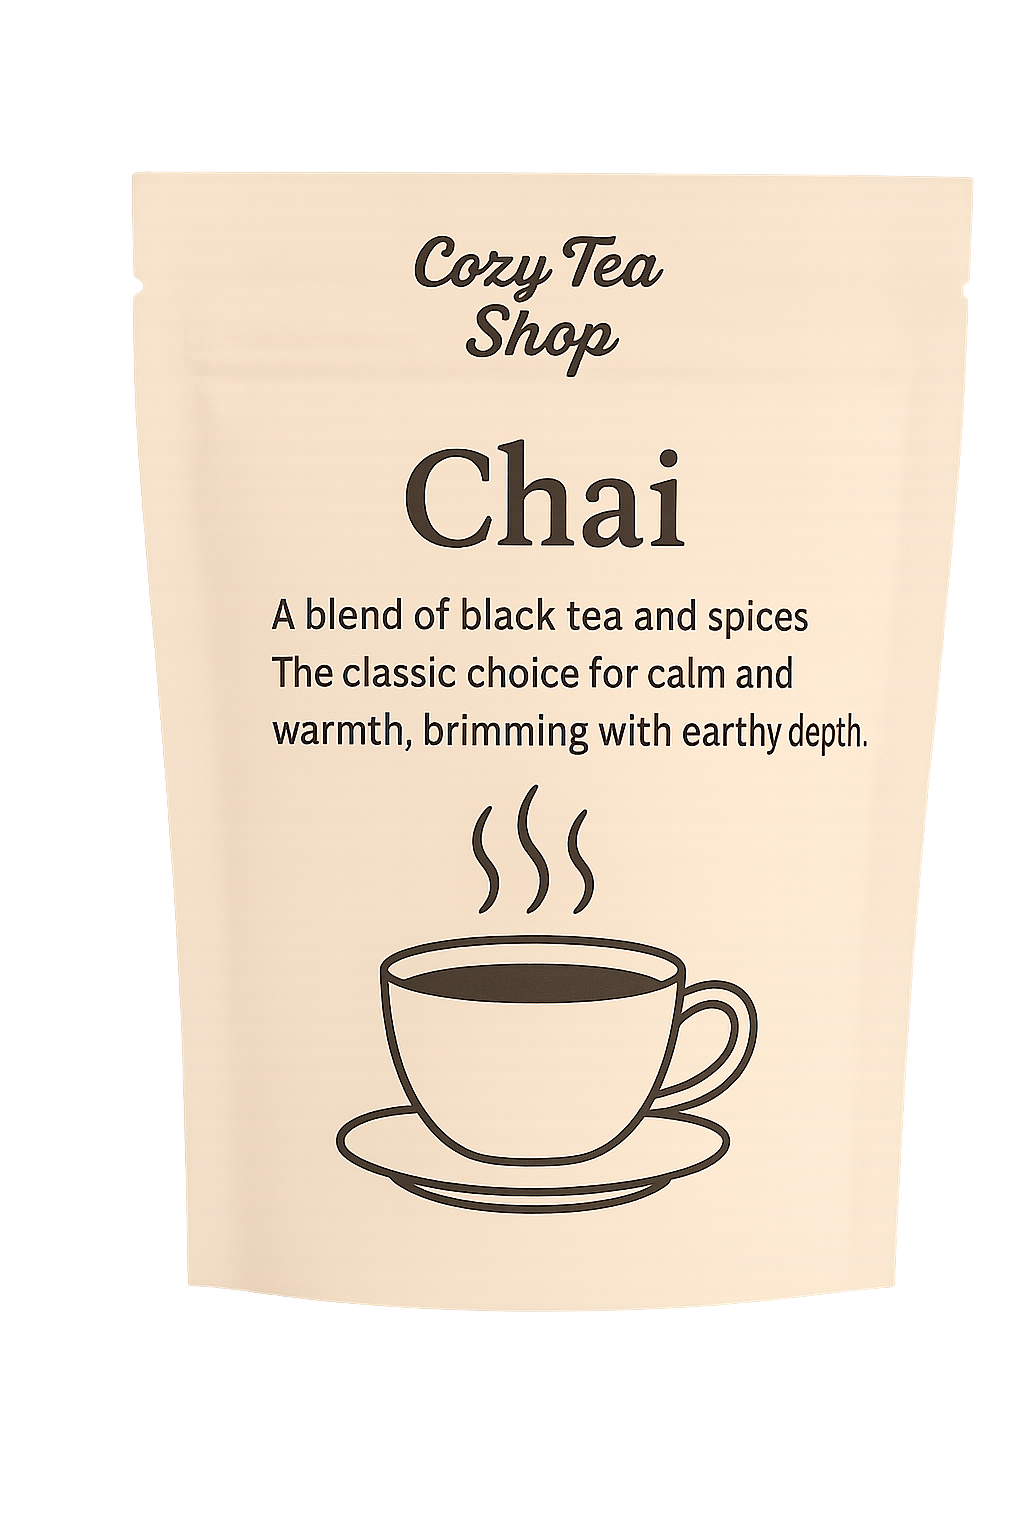 Cozy Tea
Shop
Chai
A blend of black tea and spices
The classic choice for calm and
warmth, brimming with earthy depth.